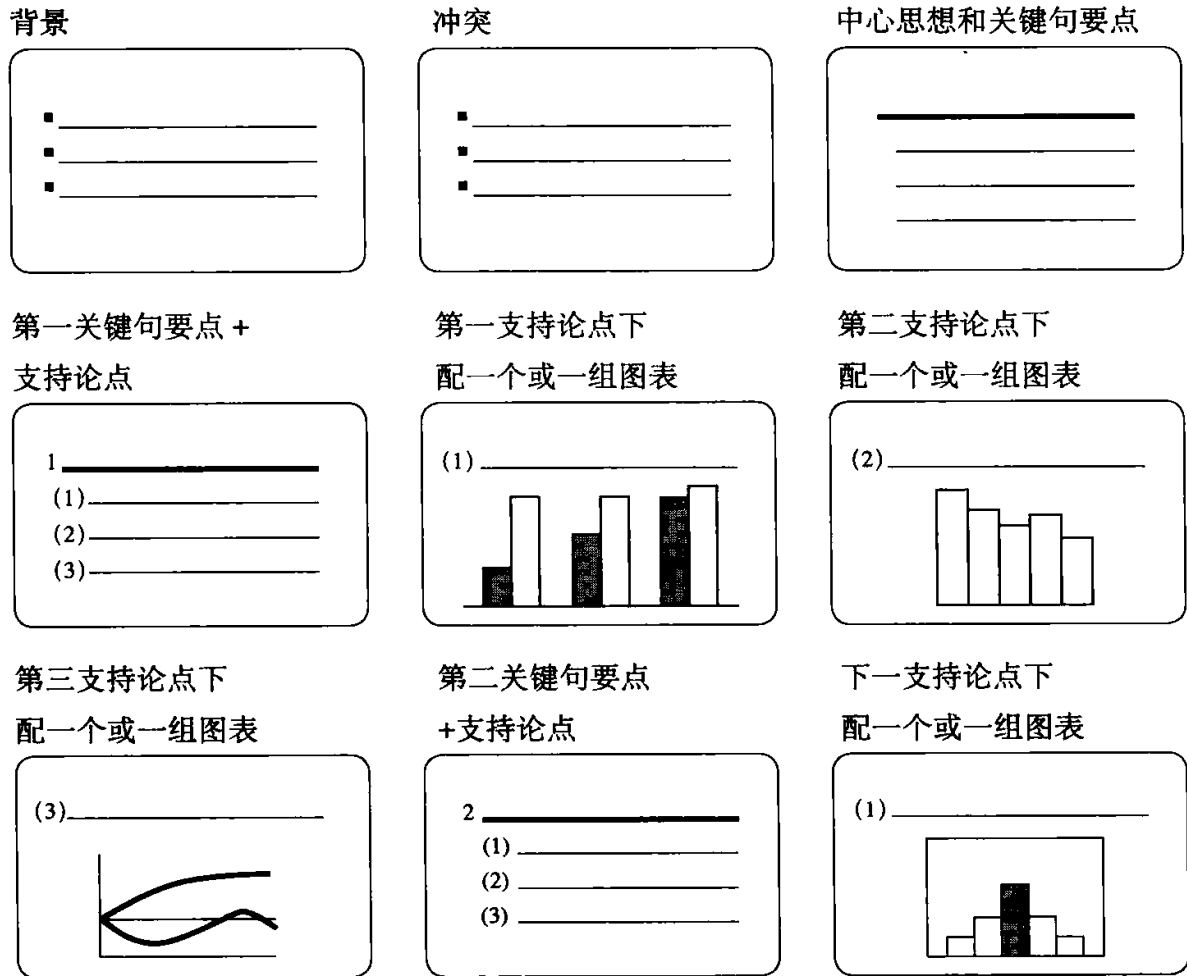 背景
冲突
中心思想和关键句要点
第一关键句要点 +
支持论点
1
(1)
(2)
(3)
第一支持论点下
配一个或一组图表
(1)
第二支持论点下
配一个或一组图表
(2)
第三支持论点下
配一个或一组图表
(3)
第二关键句要点
+支持论点
2
(1)
(2)
(3)
下一支持论点下
配一个或一组图表
(1)